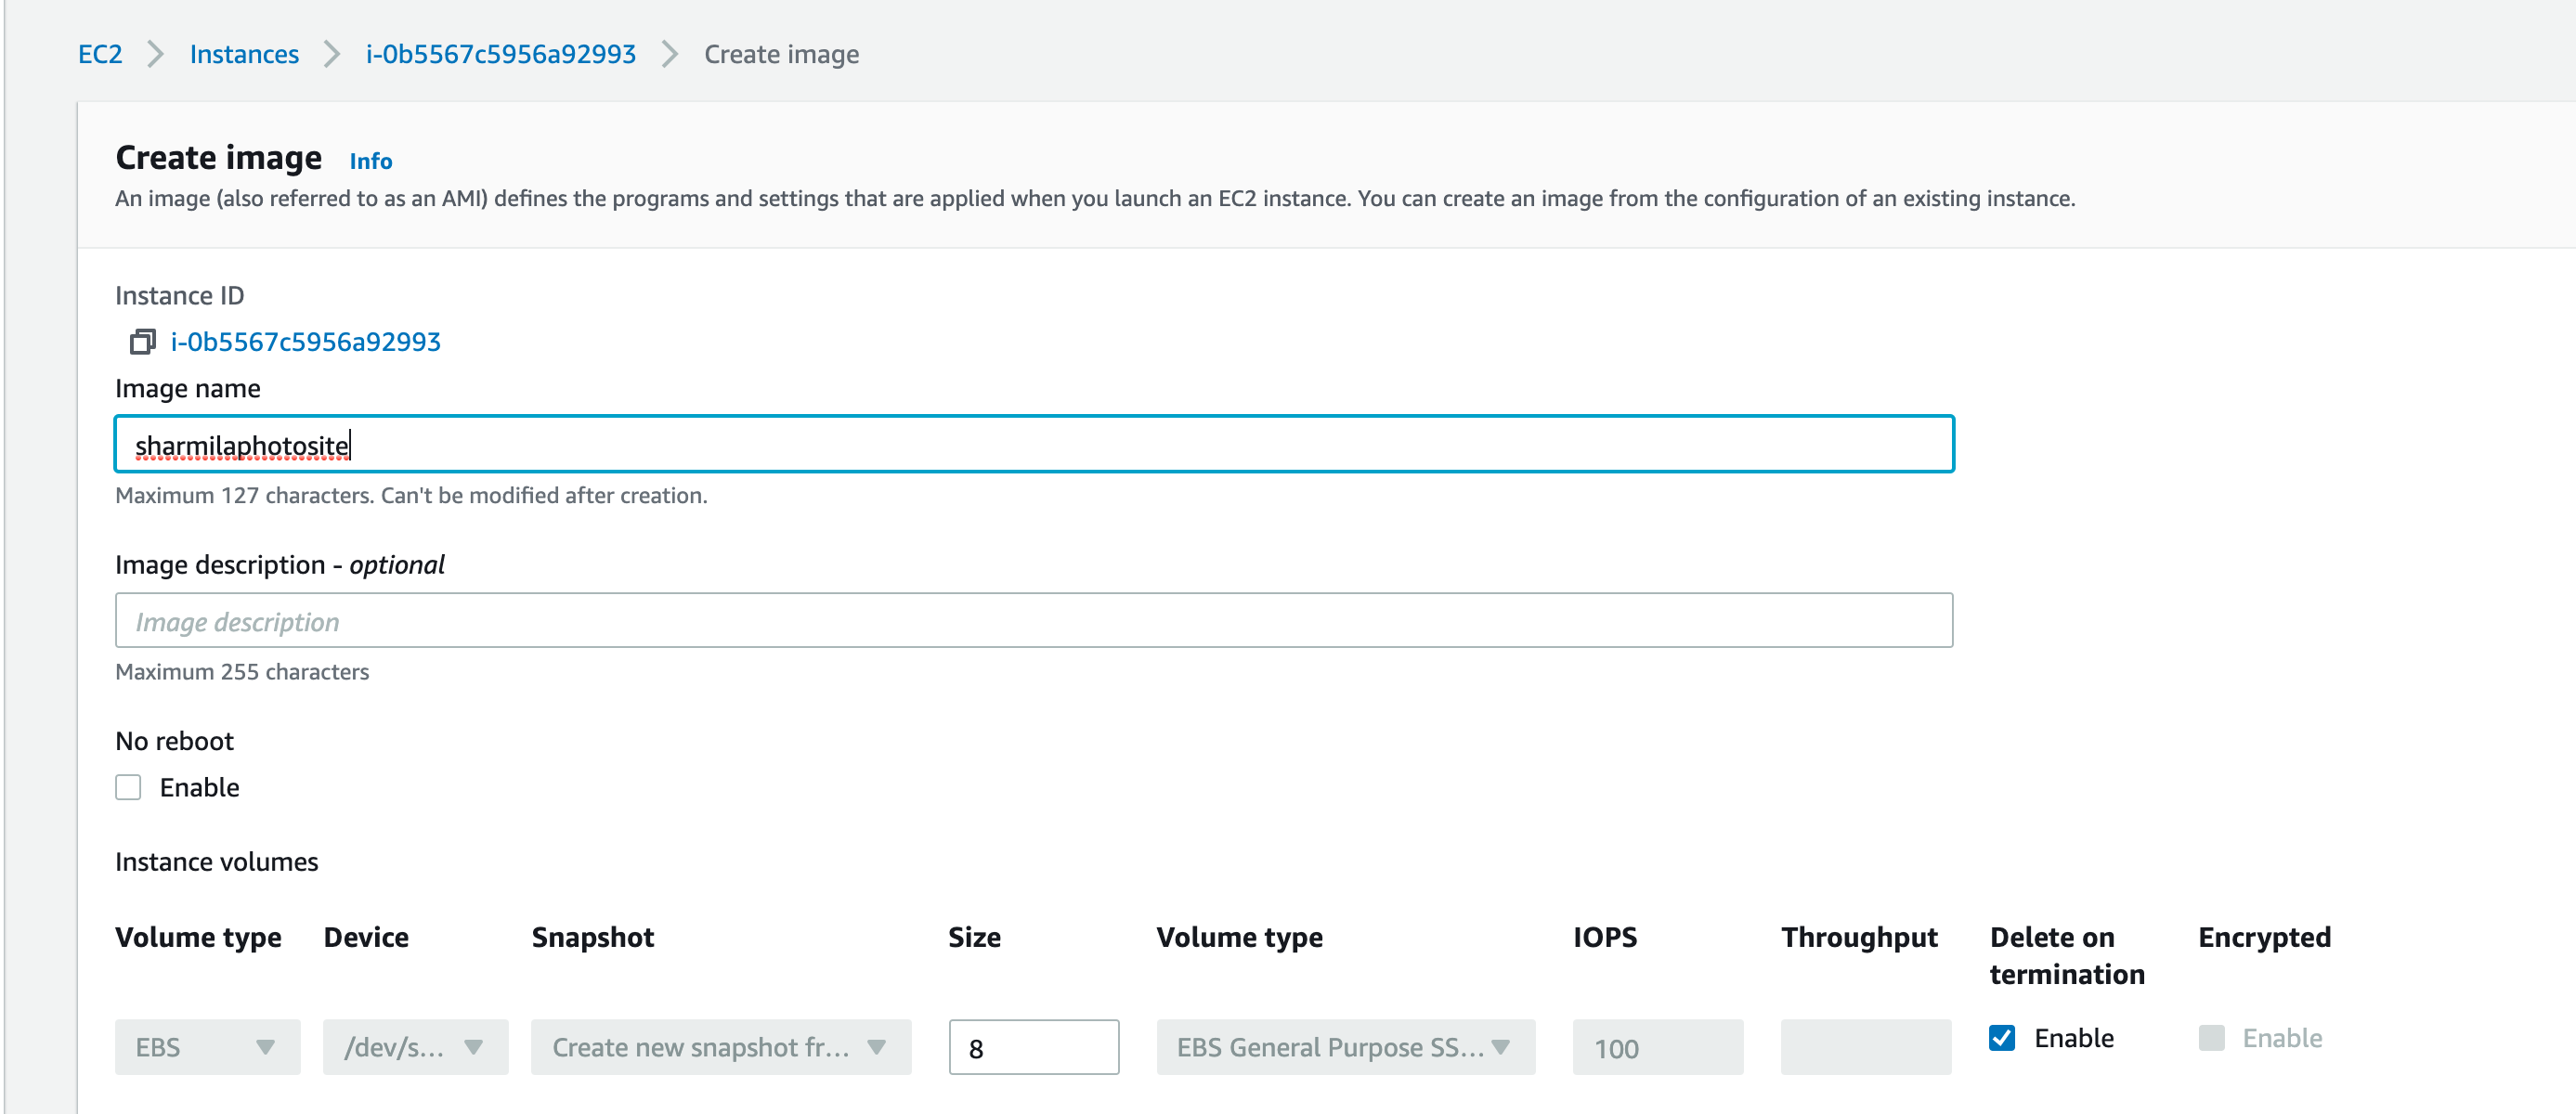 EC2 Instances i-0b5567c5956a92993 Create image
Create image Info
An image (also referred to as an AMI) defines the programs and settings that are applied when you launch an EC2 instance. You can create an image from the configuration of an existing instance.
Instance ID
i-0b5567c5956a92993
Image name
sharmilaphotosite
Maximum 127 characters. Can't be modified after creation.
Image description - optional
Image description
Maximum 255 characters
No reboot
Enable
Instance volumes
Volume type Device Snapshot Size Volume type IOPS Throughput Delete on termination Encrypted
EBS /dev/s... Create new snapshot fr... 8 EBS General Purpose SS... 100 Enable Enable